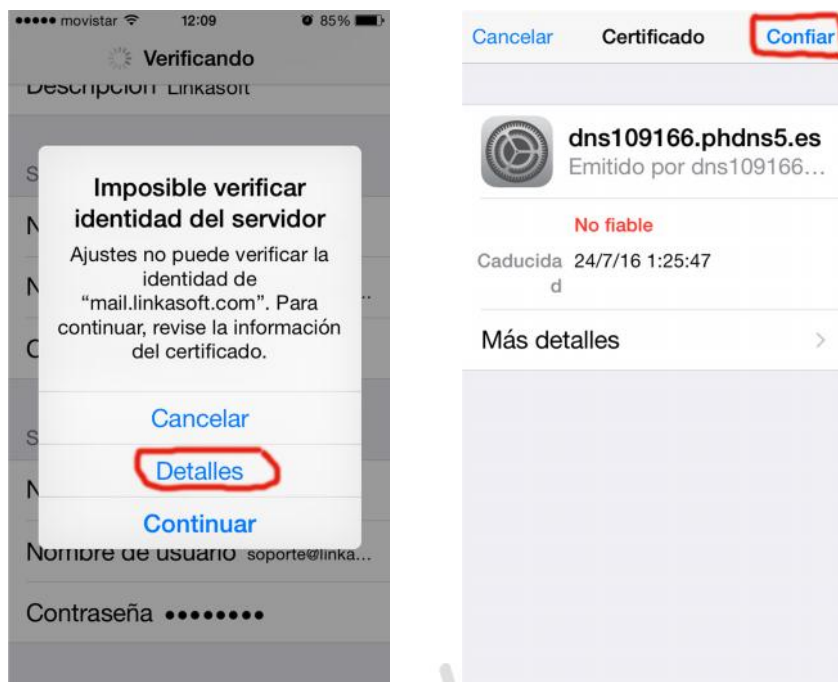 movistar 12:09 85%
Verificando
Descripción Linkasoft
S
Imposible verificar
identidad del servidor
N
Ajustes no puede verificar la
identidad de
N
“mail.linkasoft.com”. Para
continuar, revise la información
C
del certificado.
Cancelar
S
Detalles
N
Continuar
Nombre de usuario soporte@linka...
Contraseña ●●●●●●●●
Cancelar Certificado Confiar
dns109166.phdns5.es
Emitido por dns109166...
No fiable
Caducida 24/7/16 1:25:47
d
Más detalles